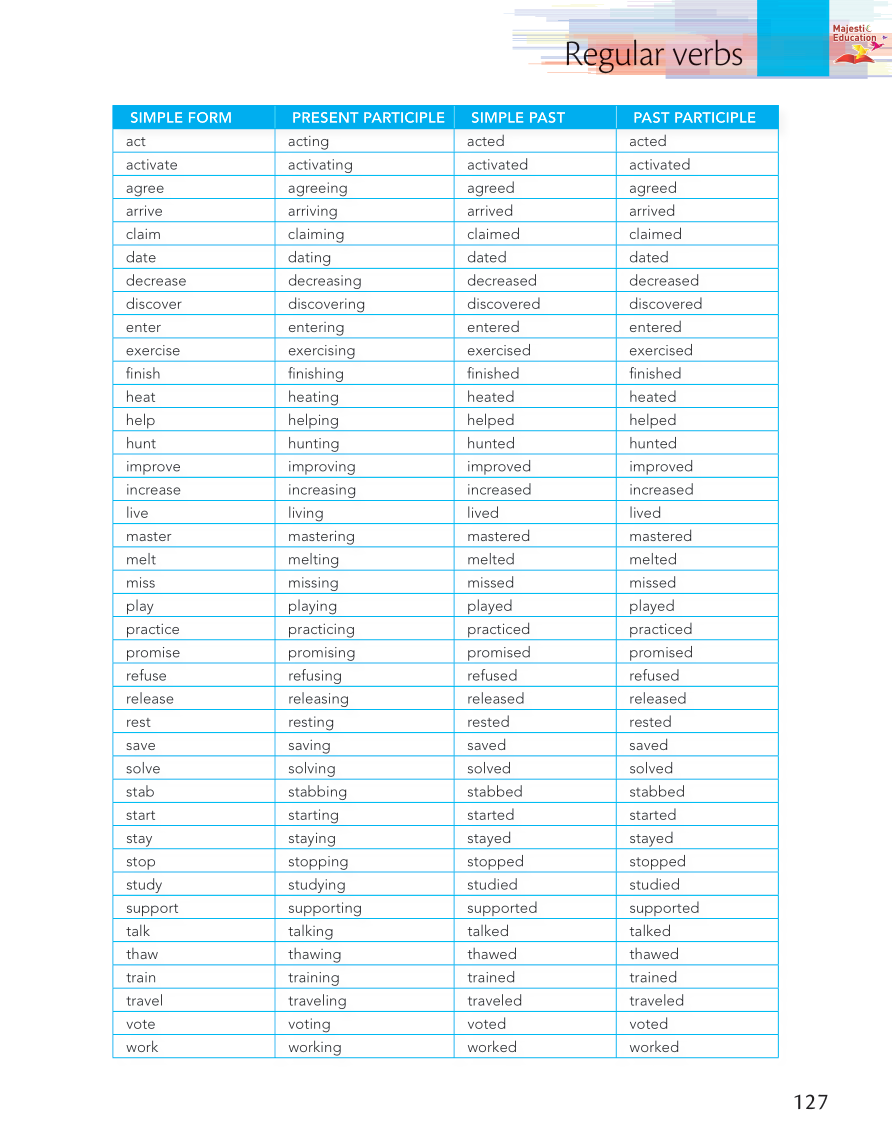 Majestic
Education
Regular verbs
SIMPLE FORM PRESENT PARTICIPLE SIMPLE PAST PAST PARTICIPLE
act acting acted acted
activate activating activated activated
agree agreeing agreed agreed
arrive arriving arrived arrived
claim claiming claimed claimed
date dating dated dated
decrease decreasing decreased decreased
discover discovering discovered discovered
enter entering entered entered
exercise exercising exercised exercised
finish finishing finished finished
heat heating heated heated
help helping helped helped
hunt hunting hunted hunted
improve improving improved improved
increase increasing increased increased
live living lived lived
master mastering mastered mastered
melt melting melted melted
miss missing missed missed
play playing played played
practice practicing practiced practiced
promise promising promised promised
refuse refusing refused refused
release releasing released released
rest resting rested rested
save saving saved saved
solve solving solved solved
stab stabbing stabbed stabbed
start starting started started
stay staying stayed stayed
stop stopping stopped stopped
study studying studied studied
support supporting supported supported
talk talking talked talked
thaw thawing thawed thawed
train training trained trained
travel traveling traveled traveled
vote voting voted voted
work working worked worked
127